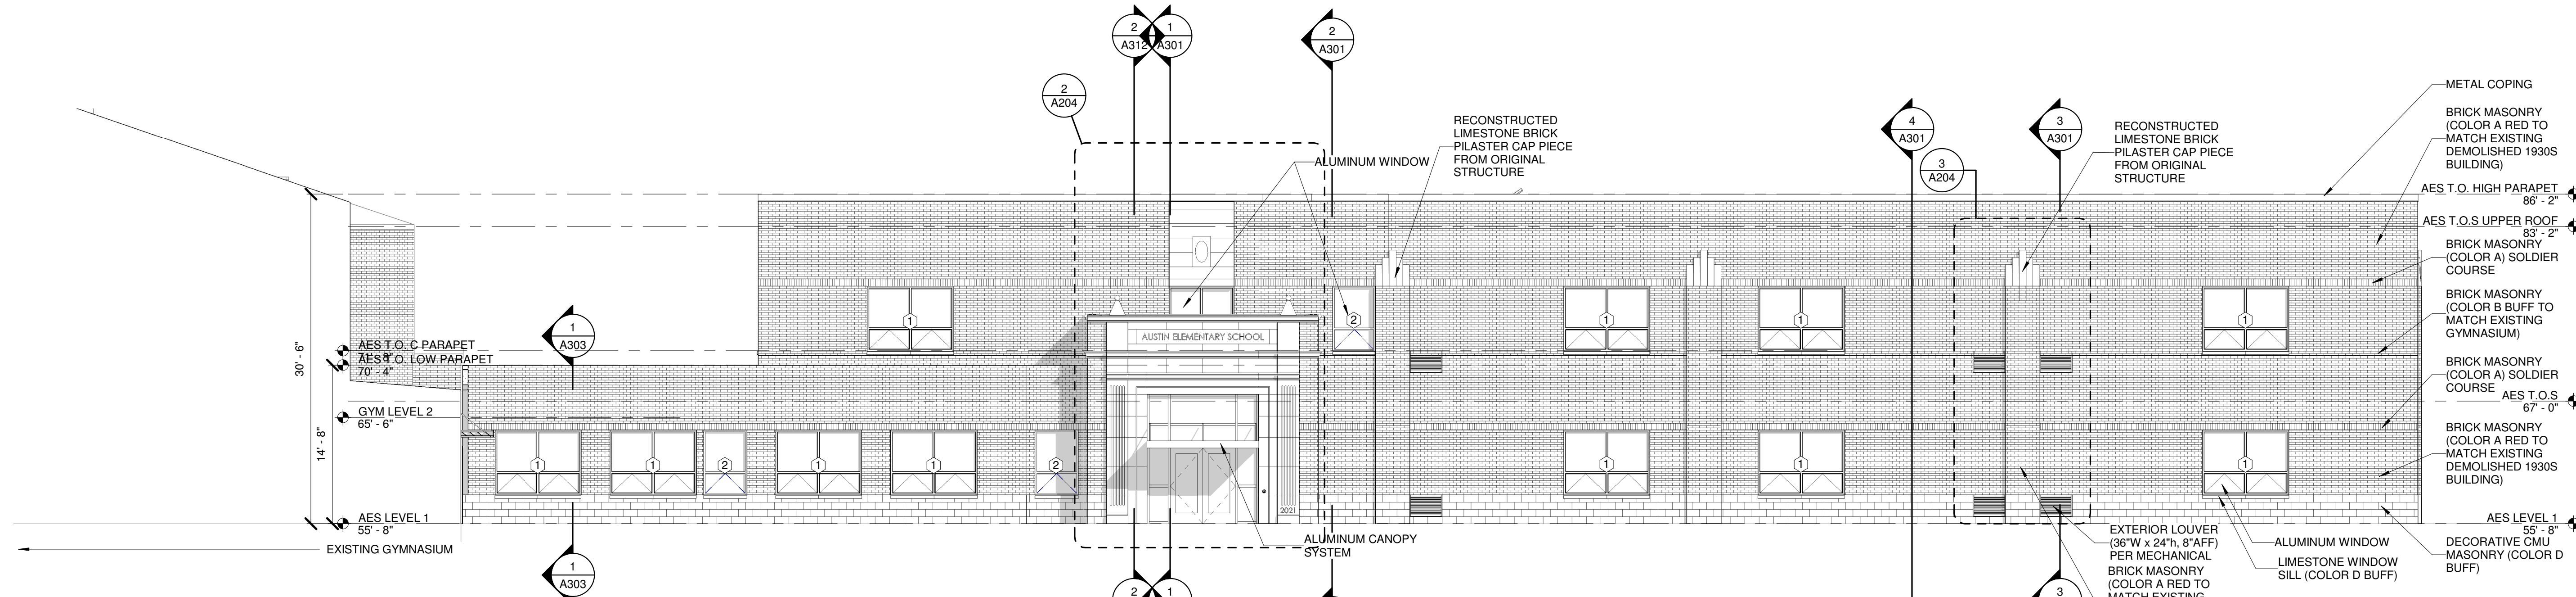 2
A312
1
A301
2
A301
2
A204
METAL COPING
BRICK MASONRY
(COLOR A RED TO
MATCH EXISTING
DEMOLISHED 1930S
BUILDING)
RECONSTRUCTED
LIMESTONE BRICK
PILASTER CAP PIECE
FROM ORIGINAL
STRUCTURE
4
A301
3
A301
RECONSTRUCTED
LIMESTONE BRICK
PILASTER CAP PIECE
FROM ORIGINAL
STRUCTURE
ALUMINUM WINDOW
3
A204
AES T.O. HIGH PARAPET
86' - 2"
AES T.O.S UPPER ROOF
83' - 2"
BRICK MASONRY
(COLOR A) SOLDIER
COURSE
BRICK MASONRY
(COLOR B BUFF TO
MATCH EXISTING
GYMNASIUM)
1
A303
30' - 6"
AES T.O. C PARAPET
71' - 8"
AES T.O. LOW PARAPET
70' - 4"
1
2
1
1
1
AUSTIN ELEMENTARY SCHOOL
BRICK MASONRY
(COLOR A) SOLDIER
COURSE
AES T.O.S
67' - 0"
GYM LEVEL 2
65' - 6"
14' - 8"
BRICK MASONRY
(COLOR A RED TO
MATCH EXISTING
DEMOLISHED 1930S
BUILDING)
1
1
2
1
1
2
1
1
1
2021
AES LEVEL 1
55' - 8"
AES LEVEL 1
55' - 8"
EXISTING GYMNASIUM
ALUMINUM CANOPY
SYSTEM
EXTERIOR LOUVER
(36"W x 24"h, 8"AFF)
PER MECHANICAL
BRICK MASONRY
(COLOR A RED TO
MATCH EXISTING
ALUMINUM WINDOW
LIMESTONE WINDOW
SILL (COLOR D BUFF)
DECORATIVE CMU
MASONRY (COLOR D
BUFF)
1
A303
2
1
3